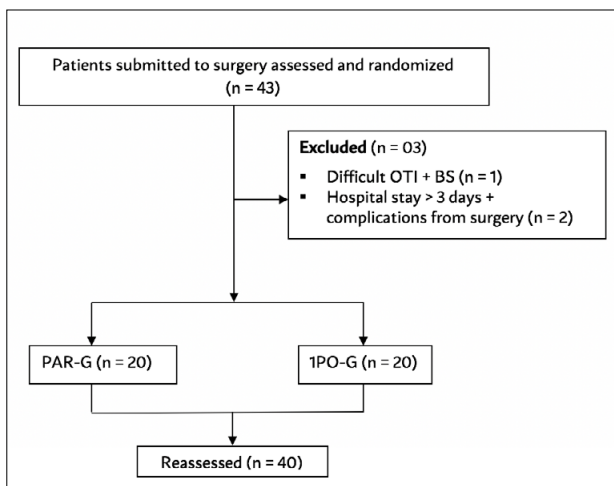 Patients submitted to surgery assessed and randomized
(n = 43)
Excluded (n = 03)
▪ Difficult OTI + BS (n = 1)
▪ Hospital stay > 3 days +
complications from surgery (n = 2)
PAR-G (n = 20)
1PO-G (n = 20)
Reassessed (n = 40)